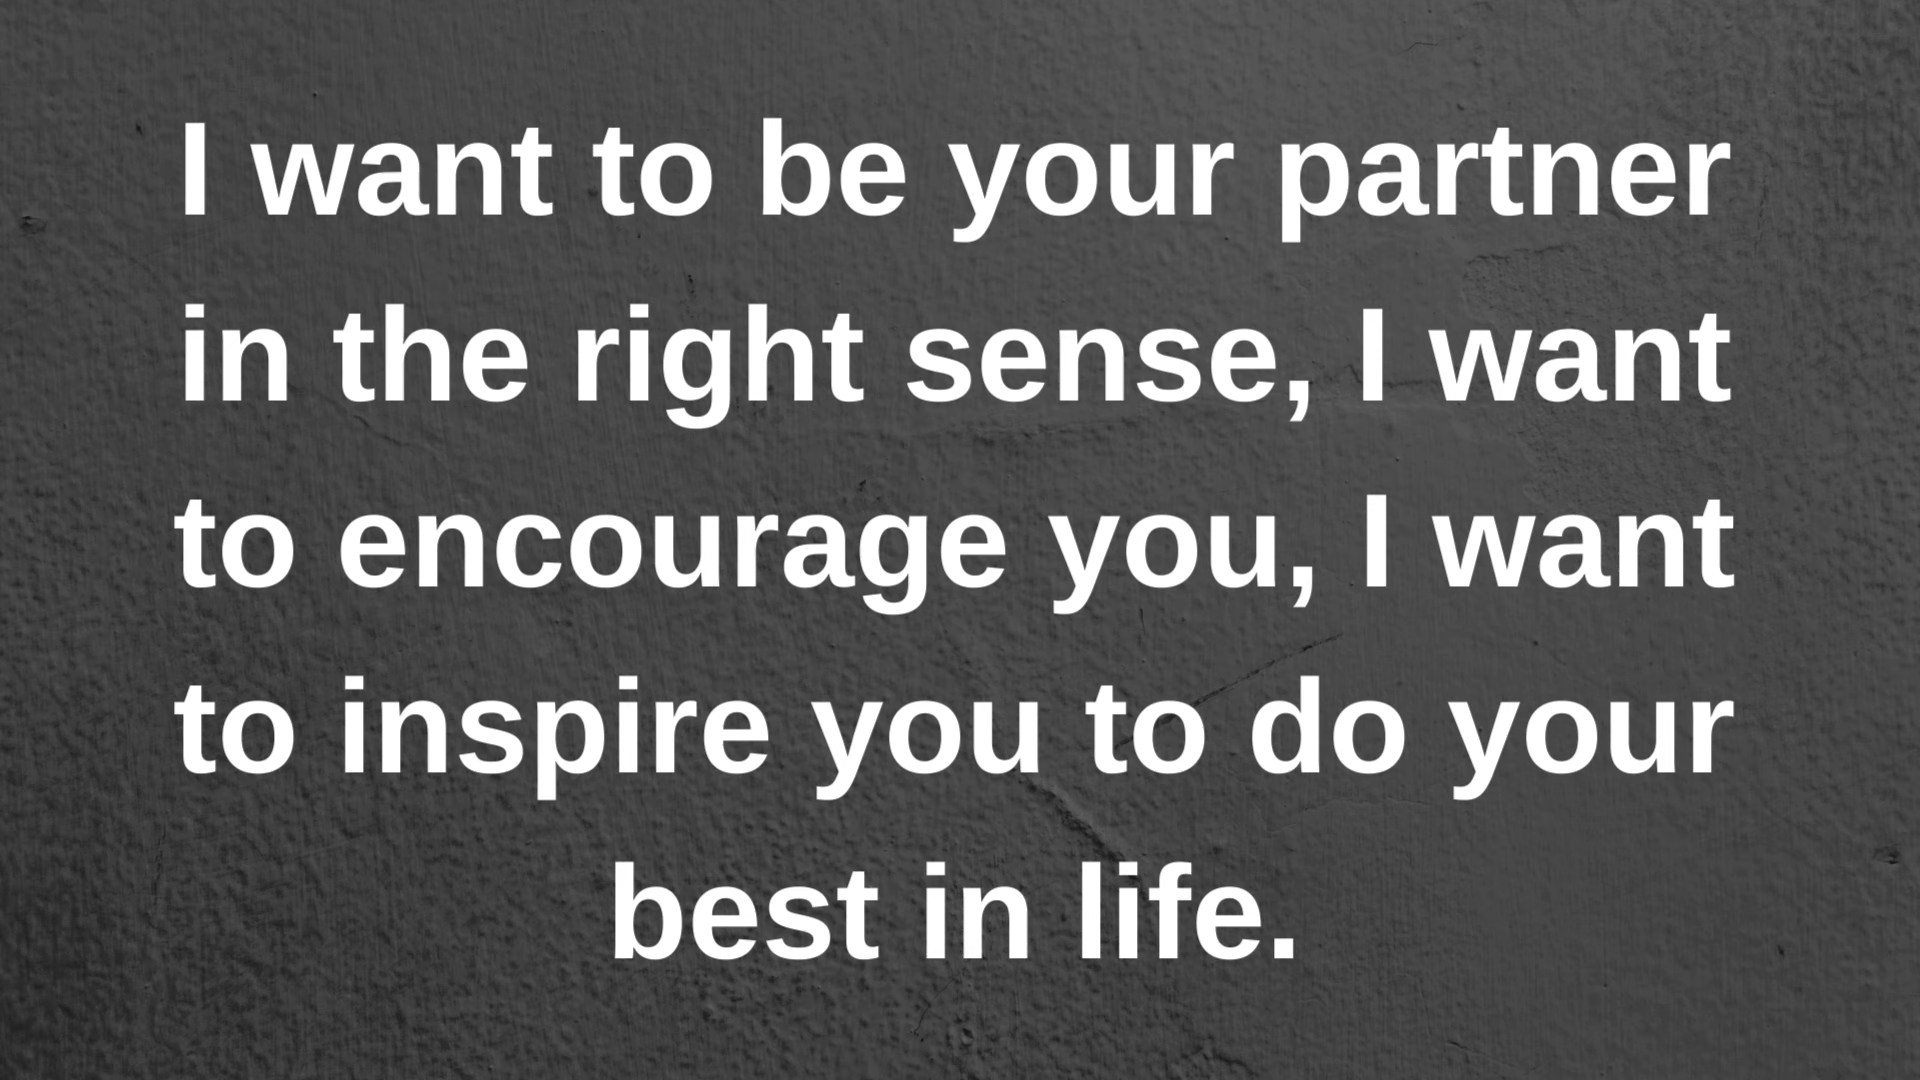 I want to be your partner
in the right sense, I want
to encourage you, I want
to inspire you to do your
best in life.